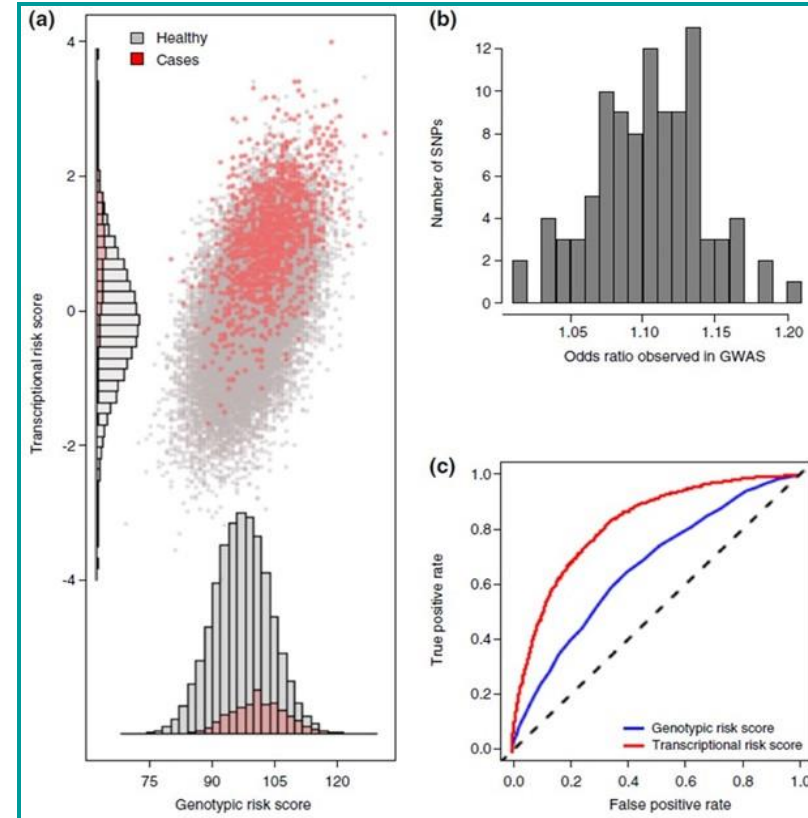 (a)
Healthy
Cases
4
2
0
-2
-4
Transcriptional risk score
75 90 105 120
Genotypic risk score
(b)
12
10
8
6
4
2
0
Number of SNPs
1.05 1.10 1.15 1.20
Odds ratio observed in GWAS
(c)
1.0
0.8
0.6
0.4
0.2
0.0
True positive rate
Genotypic risk score
Transcriptional risk score
0.0 0.2 0.4 0.6 0.8 1.0
False positive rate